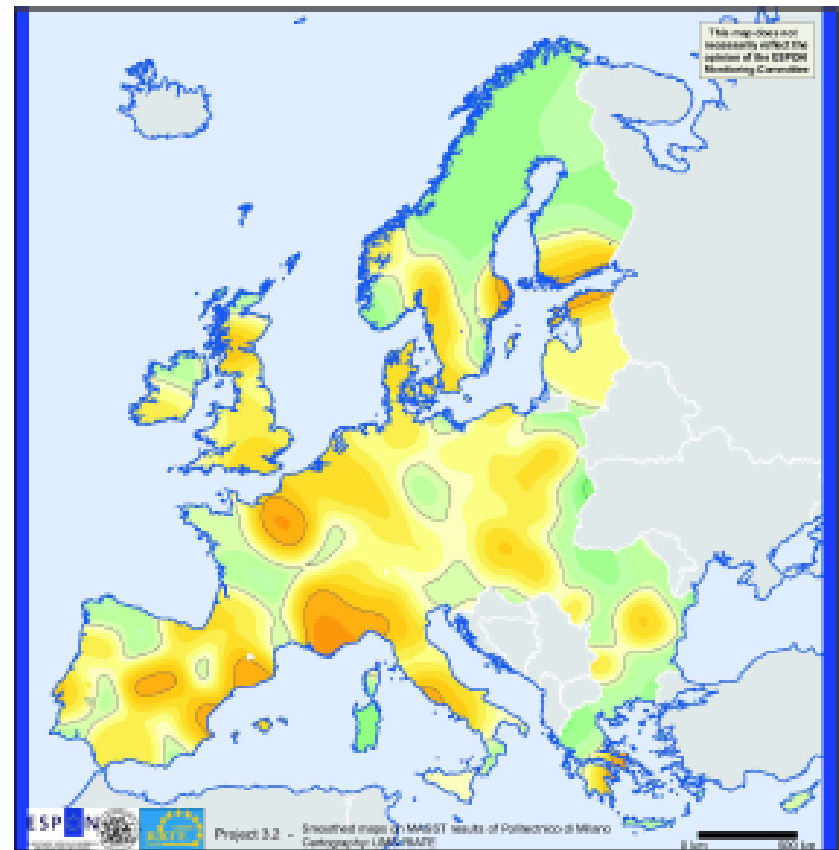 This map does not
necessarily reflect the
opinion of the ESPON
Monitoring Committee
ESPON
Project 3.2 - Smoothed maps on MASST results of Politecnico di Milano
Cartography:
0 km 500 km